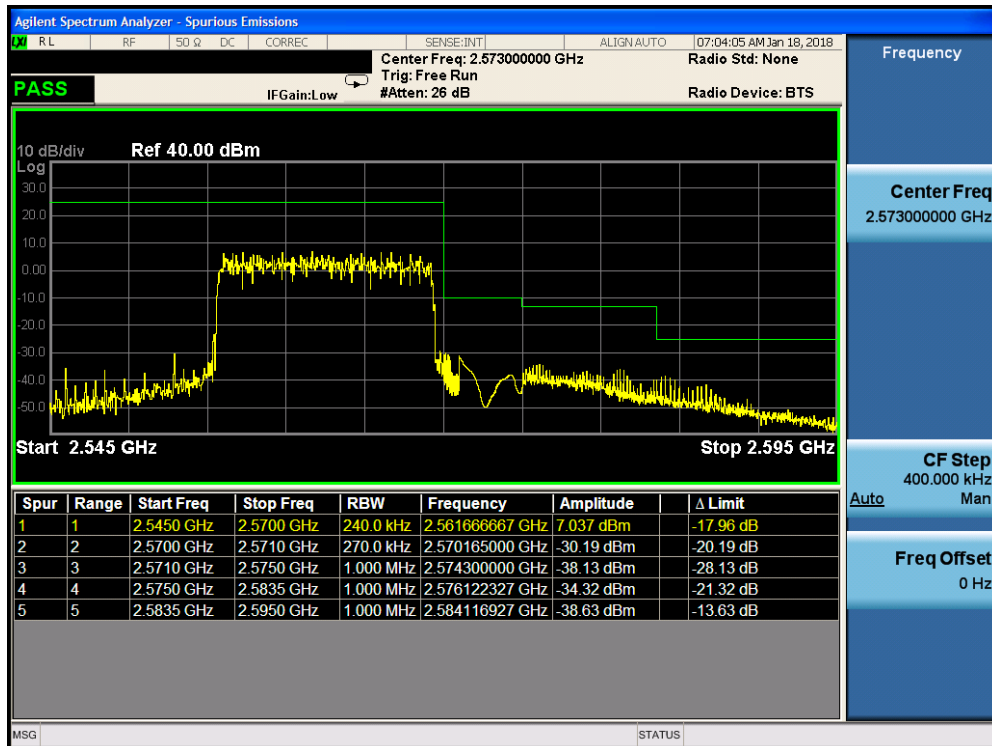 Agilent Spectrum Analyzer - Spurious Emissions
LXI RL RF 50 Ω DC CORREC SENSE:INT ALIGN AUTO 07:04:05 AM Jan 18, 2018
Center Freq: 2.573000000 GHz Radio Std: None
Trig: Free Run
PASS IFGain:Low #Atten: 26 dB Radio Device: BTS
10 dB/div Ref 40.00 dBm
Log
30.0
20.0
10.0
0.00
-10.0
-20.0
-30.0
-40.0
-50.0
Start 2.545 GHz Stop 2.595 GHz
Spur Range Start Freq Stop Freq RBW Frequency Amplitude Δ Limit
1 1 2.5450 GHz 2.5700 GHz 240.0 kHz 2.561666667 GHz 7.037 dBm -17.96 dB
2 2 2.5700 GHz 2.5710 GHz 270.0 kHz 2.570165000 GHz -30.19 dBm -20.19 dB
3 3 2.5710 GHz 2.5750 GHz 1.000 MHz 2.574300000 GHz -38.13 dBm -28.13 dB
4 4 2.5750 GHz 2.5835 GHz 1.000 MHz 2.576122327 GHz -34.32 dBm -21.32 dB
5 5 2.5835 GHz 2.5950 GHz 1.000 MHz 2.584116927 GHz -38.63 dBm -13.63 dB
MSG STATUS
Frequency
Center Freq
2.573000000 GHz
CF Step
400.000 kHz
Auto Man
Freq Offset
0 Hz